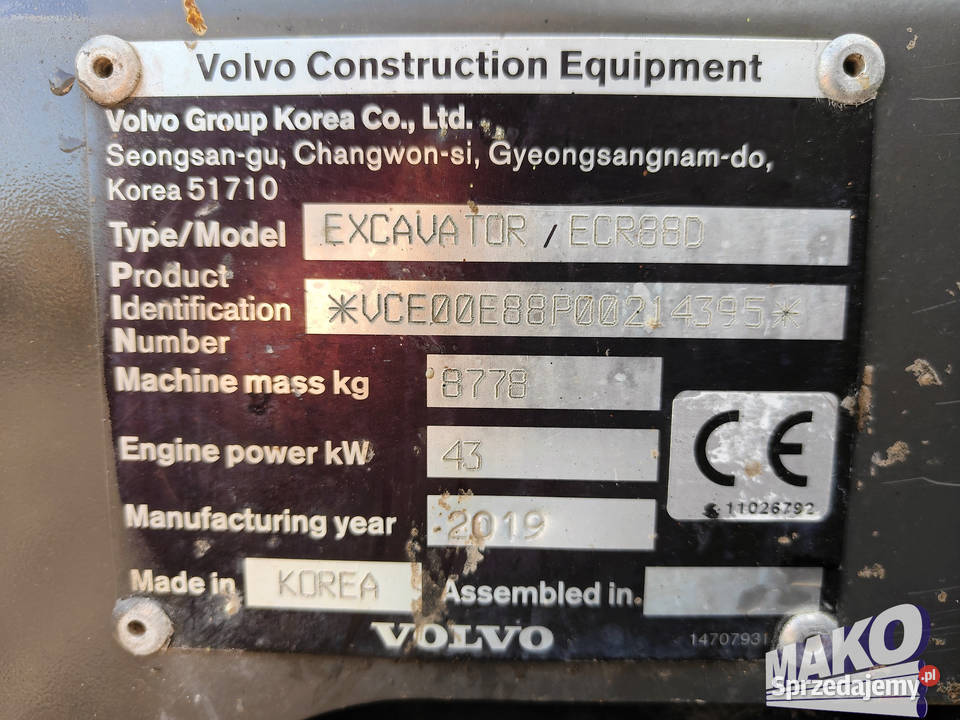 Volvo Construction Equipment
Volvo Group Korea Co., Ltd.
Seongsan-gu, Changwon-si, Gyeongsangnam-do,
Korea 51710
Type/Model EXCAVATOR / ECR88D
Product
Identification *VCE00E88P00214395*
Number
Machine mass kg 8778
Engine power kW 43
CE
11026792
Manufacturing year 2019
Made in KOREA Assembled in
VOLVO 14707931
MAKO
Sprzedajemy.pl